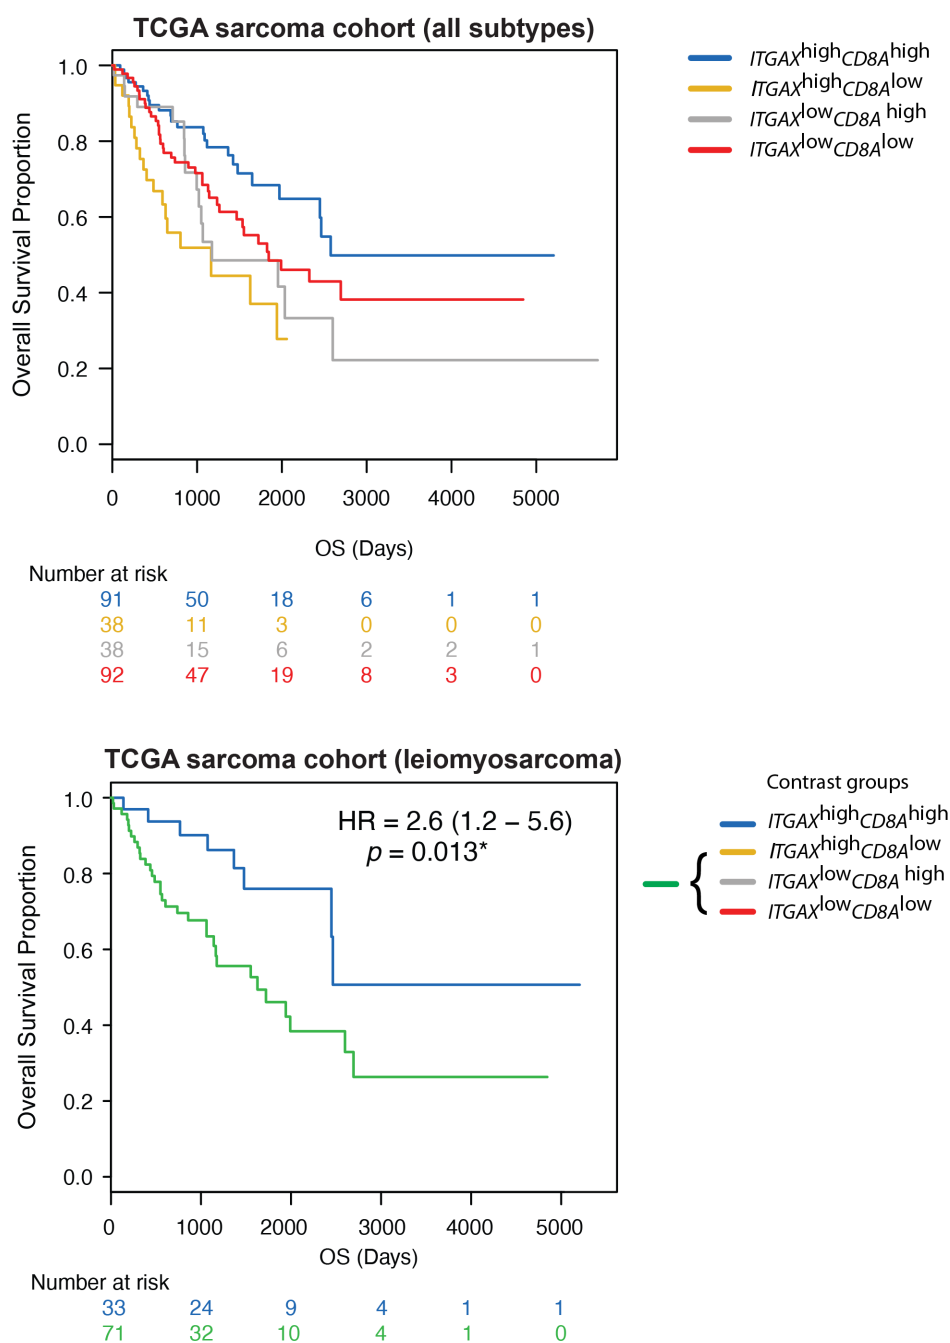 TCGA sarcoma cohort (all subtypes)
ITGAXhighCD8Ahigh
ITGAXhighCD8Alow
ITGAXlowCD8A high
ITGAXlowCD8Alow
Overall Survival Proportion
1.0
0.8
0.6
0.4
0.2
0.0
0 1000 2000 3000 4000 5000
OS (Days)
Number at risk
91 50 18 6 1 1
38 11 3 0 0 0
38 15 6 2 2 1
92 47 19 8 3 0
TCGA sarcoma cohort (leiomyosarcoma)
HR = 2.6 (1.2 – 5.6)
p = 0.013*
Contrast groups
ITGAXhighCD8Ahigh
ITGAXhighCD8Alow
{
ITGAXlowCD8A high
ITGAXlowCD8Alow
Overall Survival Proportion
1.0
0.8
0.6
0.4
0.2
0.0
0 1000 2000 3000 4000 5000
OS (Days)
Number at risk
33 24 9 4 1 1
71 32 10 4 1 0